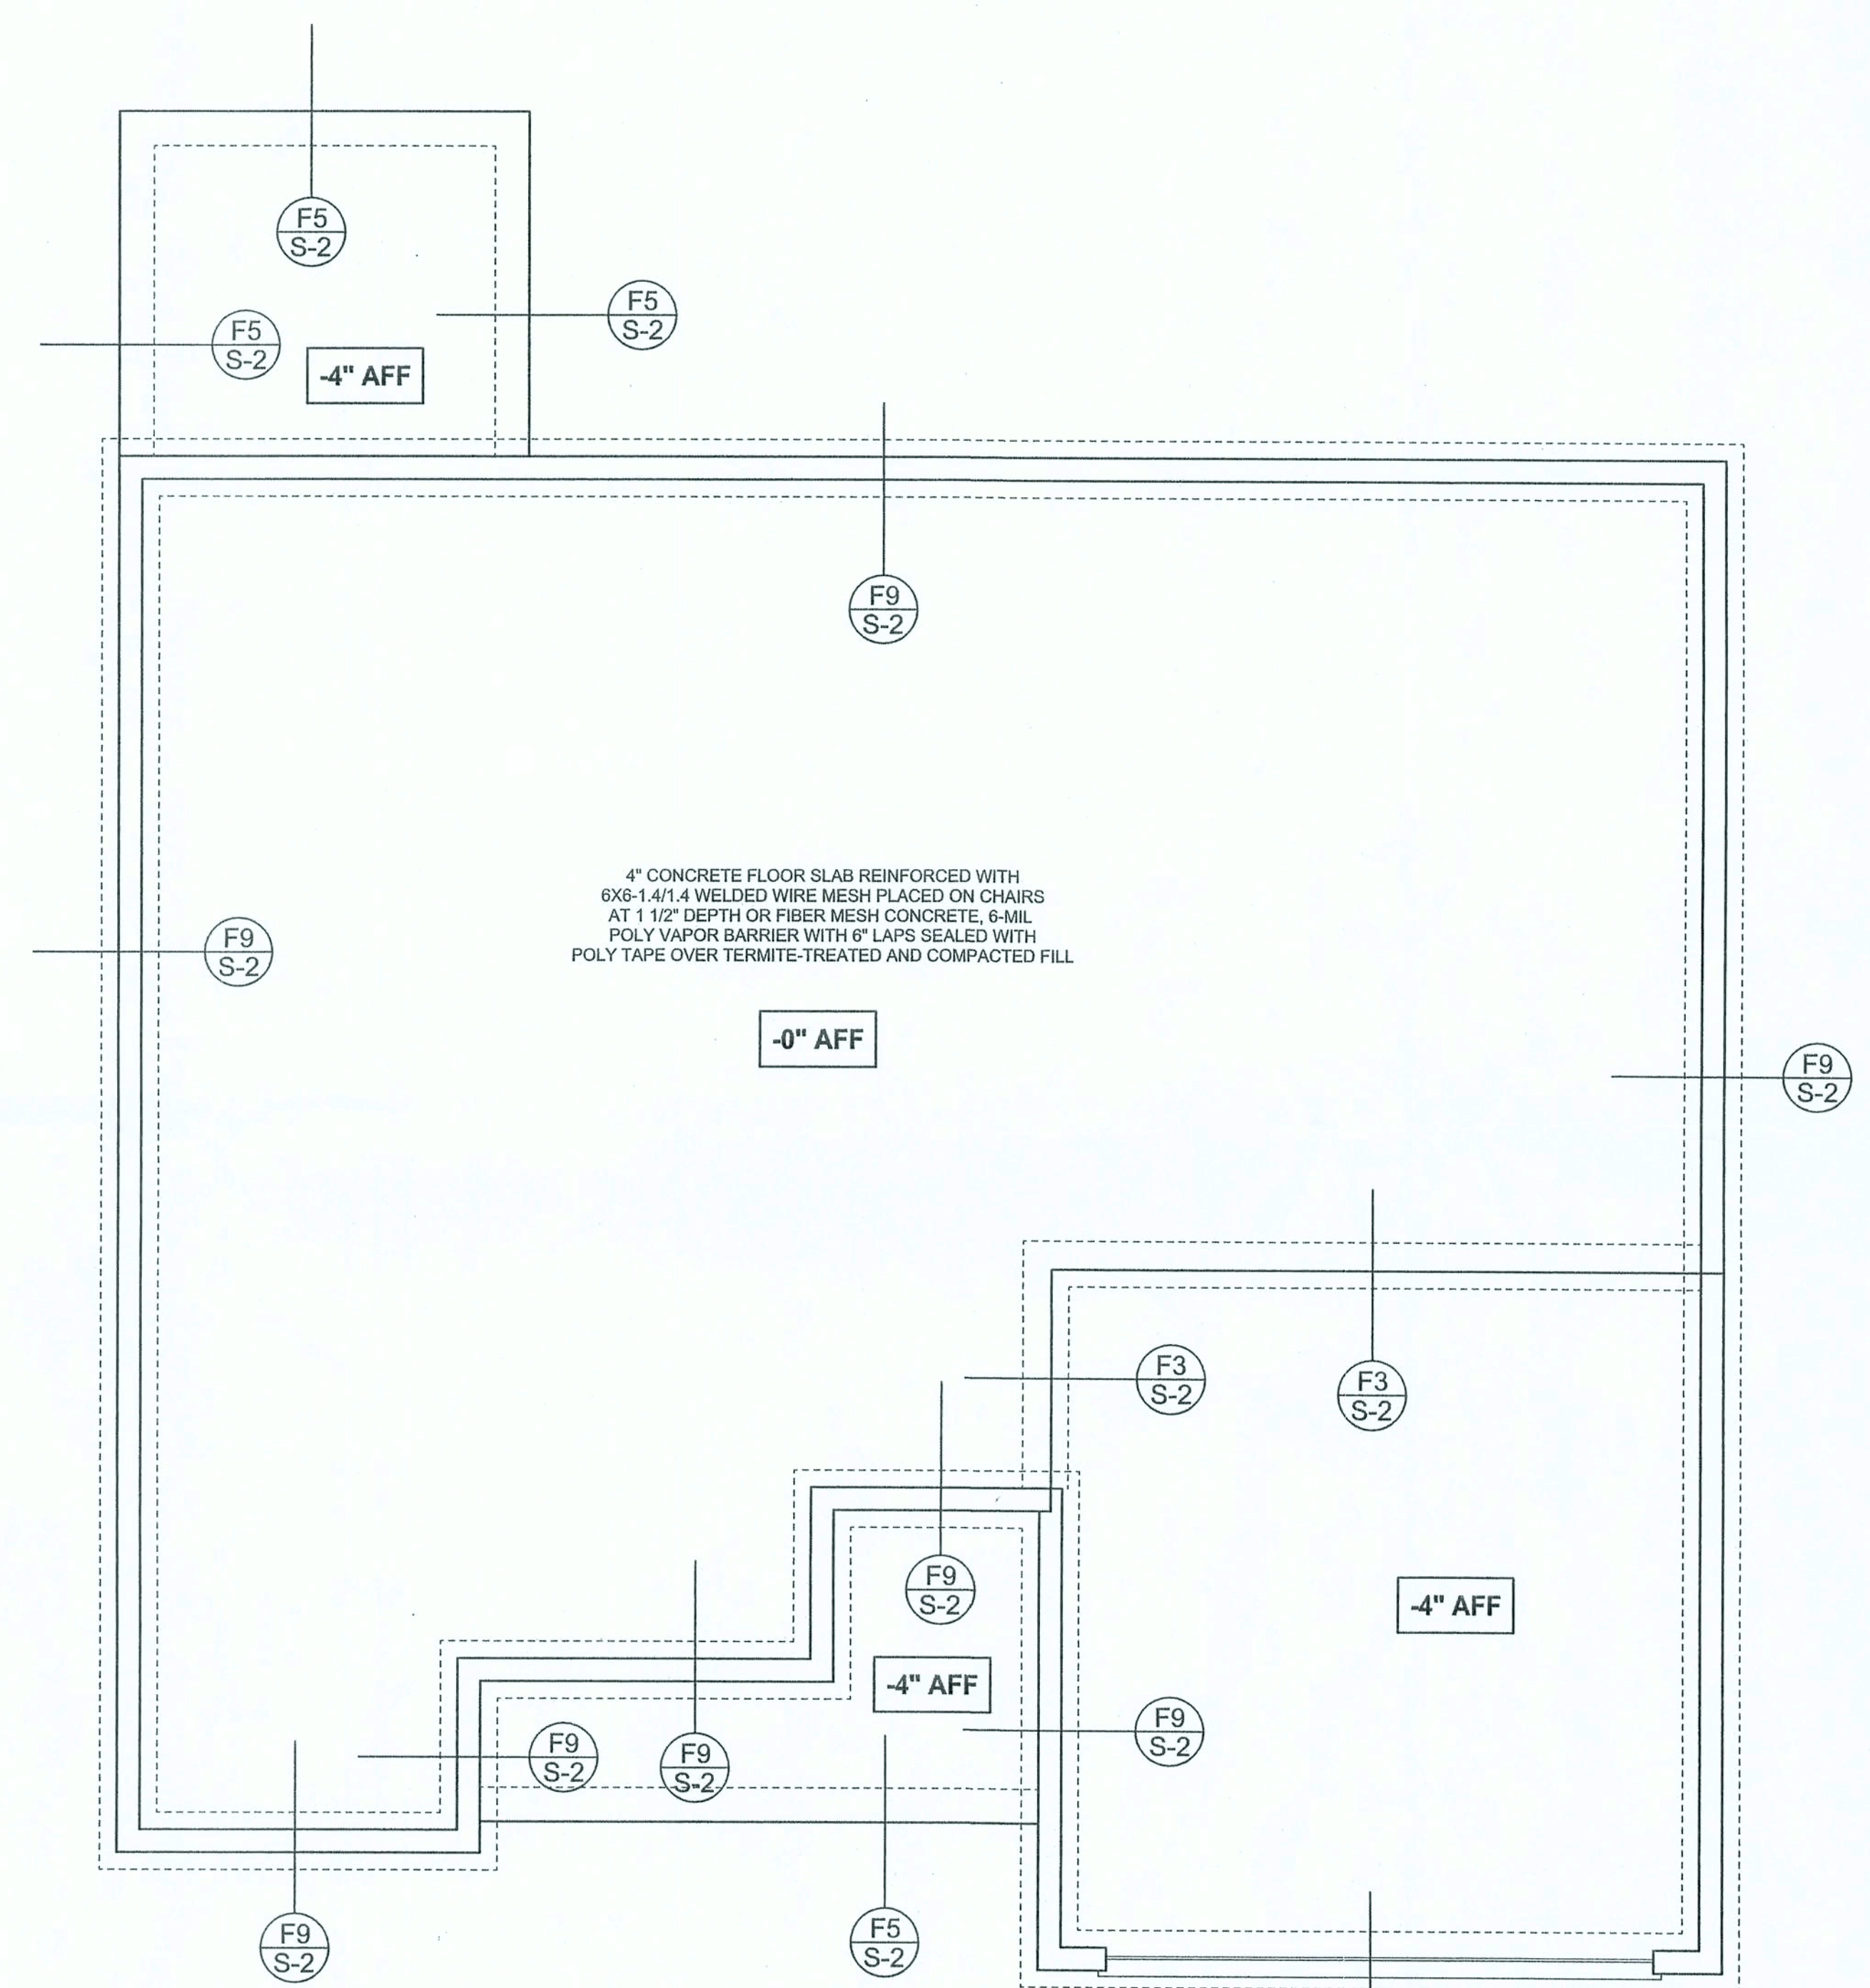 F5
S-2
F5
S-2
F5
S-2
-4" AFF
F9
S-2
4" CONCRETE FLOOR SLAB REINFORCED WITH
6X6-1.4/1.4 WELDED WIRE MESH PLACED ON CHAIRS
AT 1 1/2" DEPTH OR FIBER MESH CONCRETE, 6-MIL
POLY VAPOR BARRIER WITH 6" LAPS SEALED WITH
POLY TAPE OVER TERMITE-TREATED AND COMPACTED FILL
F9
S-2
-0" AFF
F9
S-2
F3
S-2
F3
S-2
F9
S-2
-4" AFF
-4" AFF
F9
S-2
F9
S-2
F9
S-2
F9
S-2
F5
S-2